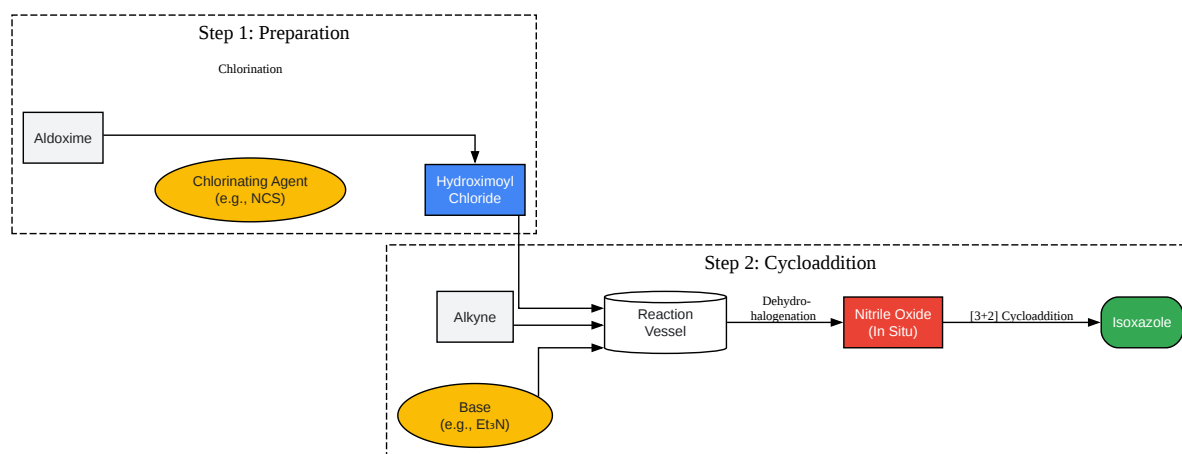 Step 1: Preparation
Chlorination
Aldoxime
Chlorinating Agent
(e.g., NCS)
Hydroximoyl
Chloride
Step 2: Cycloaddition
Alkyne
Base
(e.g., Et₃N)
Reaction
Vessel
Dehydro-
halogenation
Nitrile Oxide
(In Situ)
[3+2] Cycloaddition
Isoxazole